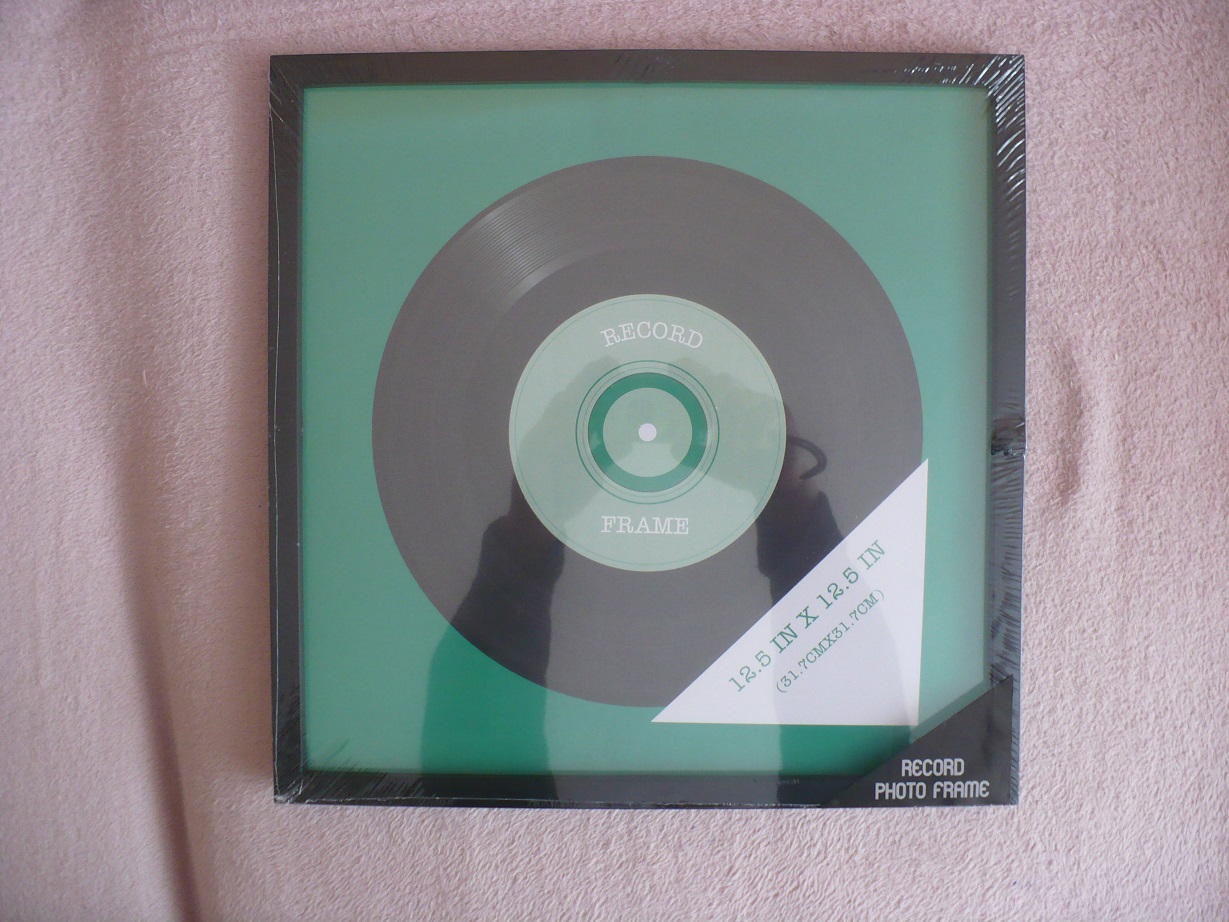 RECORD
FRAME
12.5 IN X 12.5 IN
(31.7CMX31.7CM)
RECORD
PHOTO FRAME